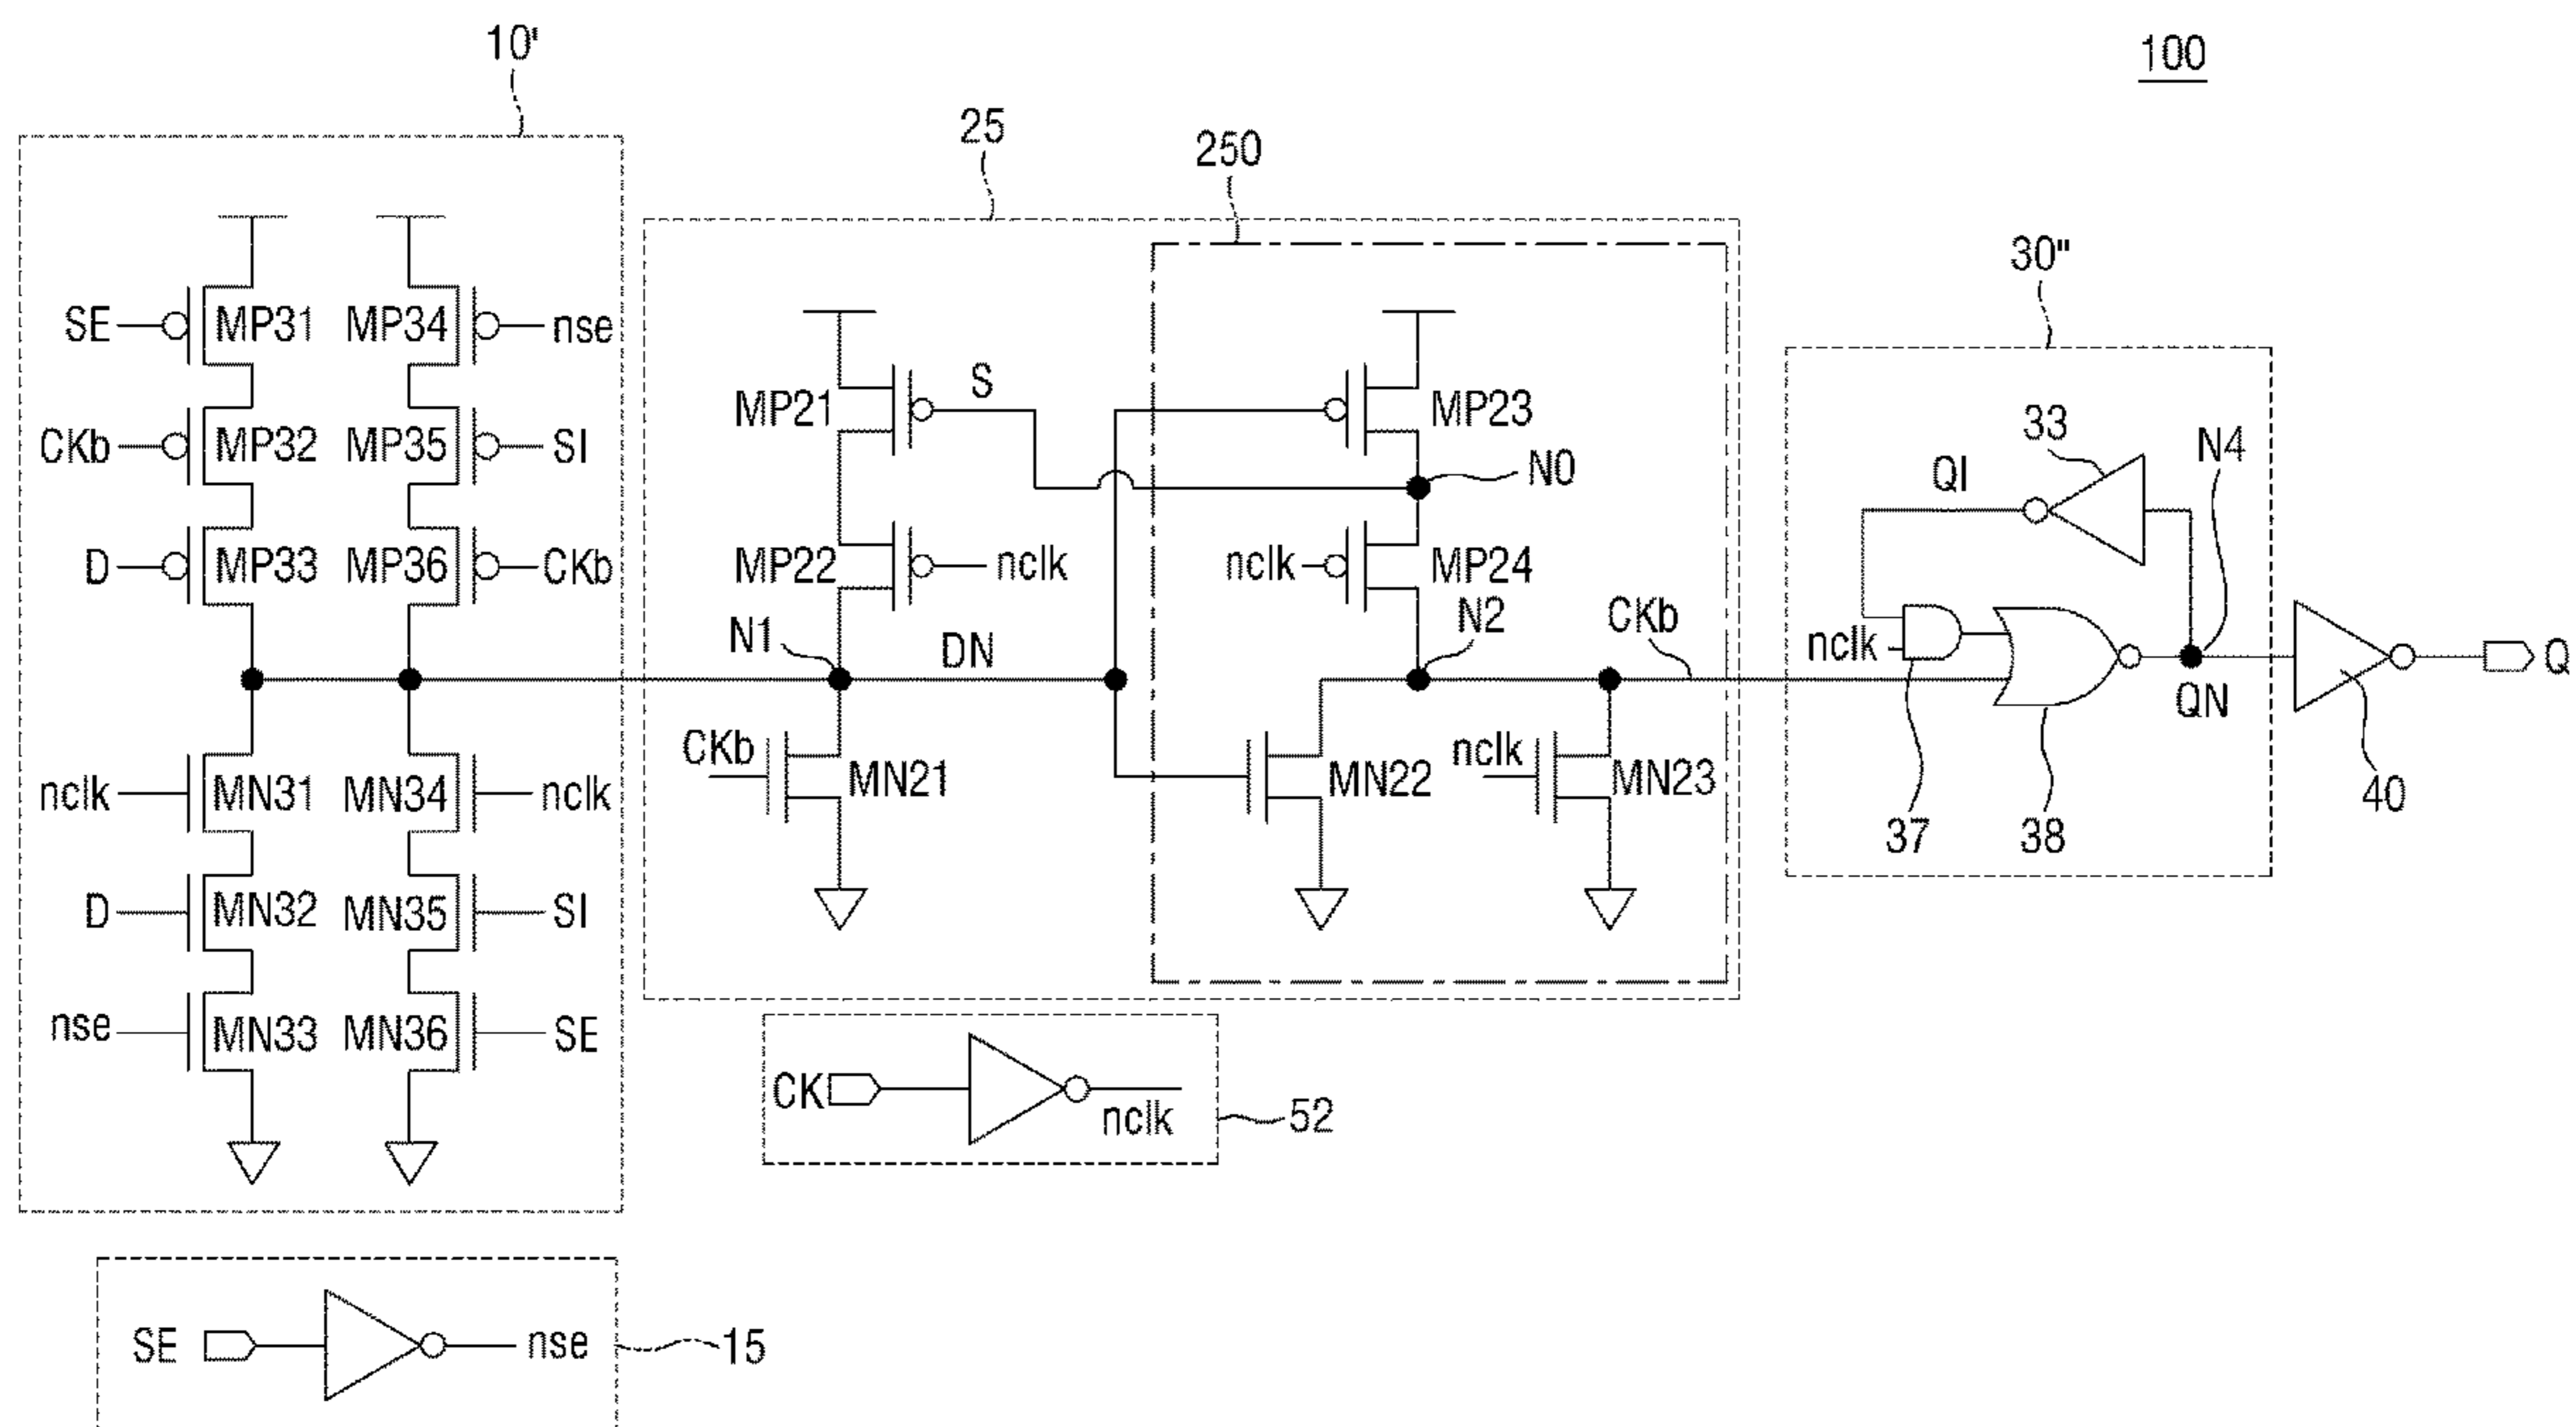 100
10'
SE
MP31
MP34
nse
CKb
MP32
MP35
SI
D
MP33
MP36
CKb
nclk
MN31
MN34
nclk
D
MN32
MN35
SI
nse
MN33
MN36
SE
25
250
MP21
S
MP23
N0
MP22
nclk
nclk
MP24
N1
DN
N2
CKb
CKb
MN21
MN22
nclk
MN23
30"
33
N4
QI
nclk
QN
Q
37
38
40
CK
nclk
52
SE
nse
15